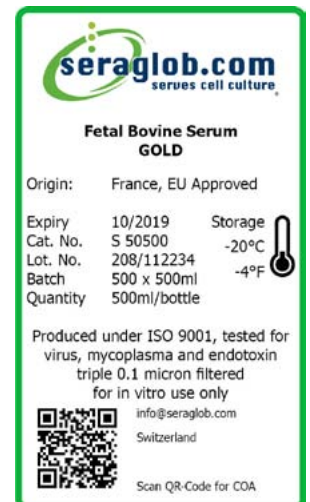 seraglob.com
serves cell culture
Fetal Bovine Serum
GOLD
Origin: France, EU Approved
Expiry 10/2019 Storage
Cat. No. S 50500 -20°C
Lot. No. 208/112234 -4°F
Batch 500 x 500ml
Quantity 500ml/bottle
Produced under ISO 9001, tested for
virus, mycoplasma and endotoxin
triple 0.1 micron filtered
for in vitro use only
info@seraglob.com
Switzerland
Scan QR-Code for COA